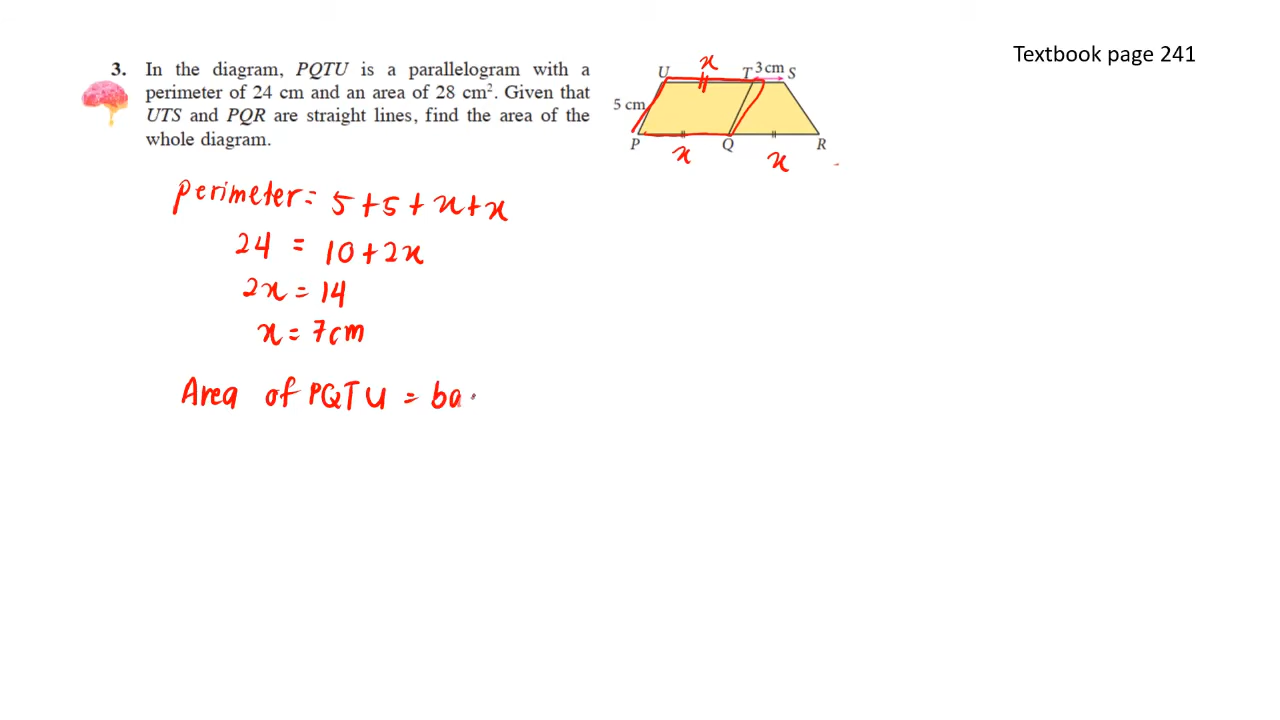 Textbook page 241
3. In the diagram, PQTU is a parallelogram with a
perimeter of 24 cm and an area of 28 cm². Given that
UTS and PQR are straight lines, find the area of the
whole diagram.
x
U T 3 cm S
5 cm
P Q R
x x
perimeter = 5 + 5 + x + x
24 = 10 + 2x
2x = 14
x = 7cm
Area of PQTU = ba